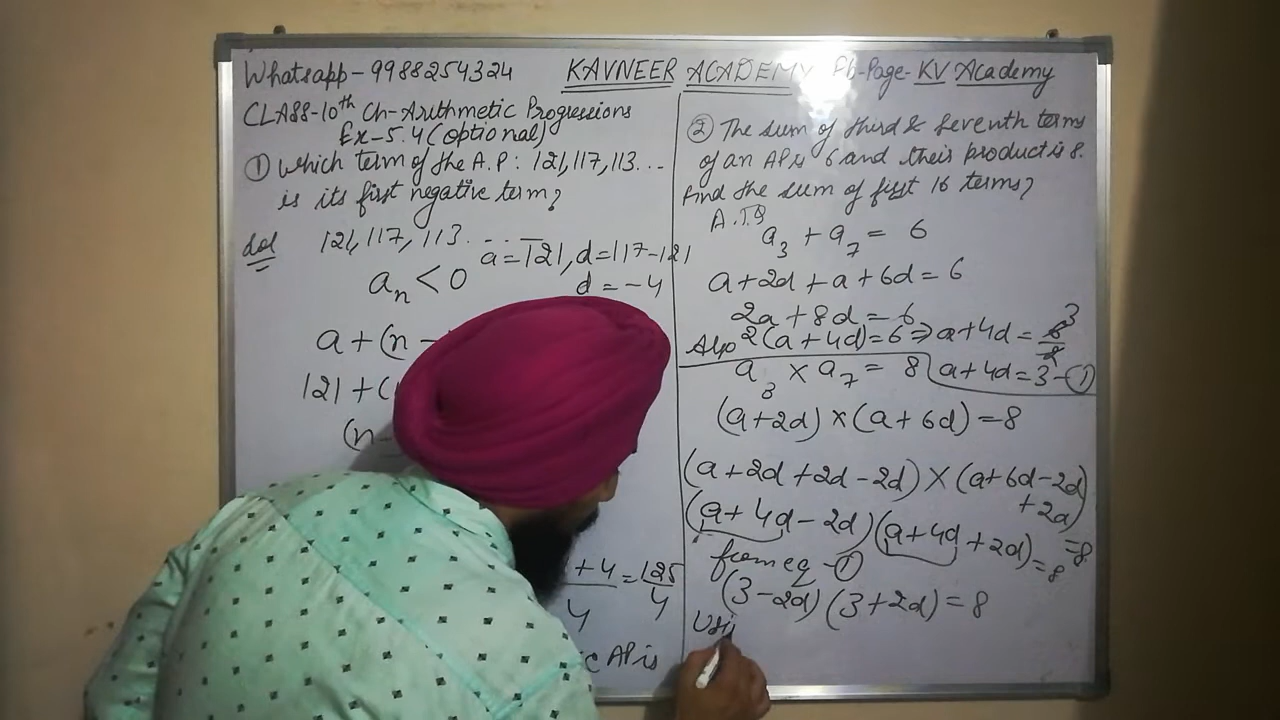 Whatsapp-9988254324 KAVNEER ACADEMY Fb-Page-KV Academy
CLASS-10th Ch-Arithmetic Progressions
Ex-5.4 (Optional)
① Which term of the A.P: 121,117,113...
is its first negative term?
Sol 121,117,113....
a=121, d=117-121
an < 0 d=-4
a+(n-
121+(
(n-
+4/4 = 125/4
AP is
② The sum of third & seventh terms
of an AP is 6 and their product is 8.
Find the sum of first 16 terms?
A.T.Q
a3 + a7 = 6
a+2d+a+6d=6
2a+8d=6
2(a+4d)=6⇒a+4d=6/2 3
Also a3 × a7 = 8 a+4d=3-①
(a+2d)×(a+6d)=8
(a+2d+2d-2d)×(a+6d-2d
+2d)=8
(a+4d-2d)(a+4d+2d)=8
from eq-①
(3-2d)(3+2d)=8
Usi